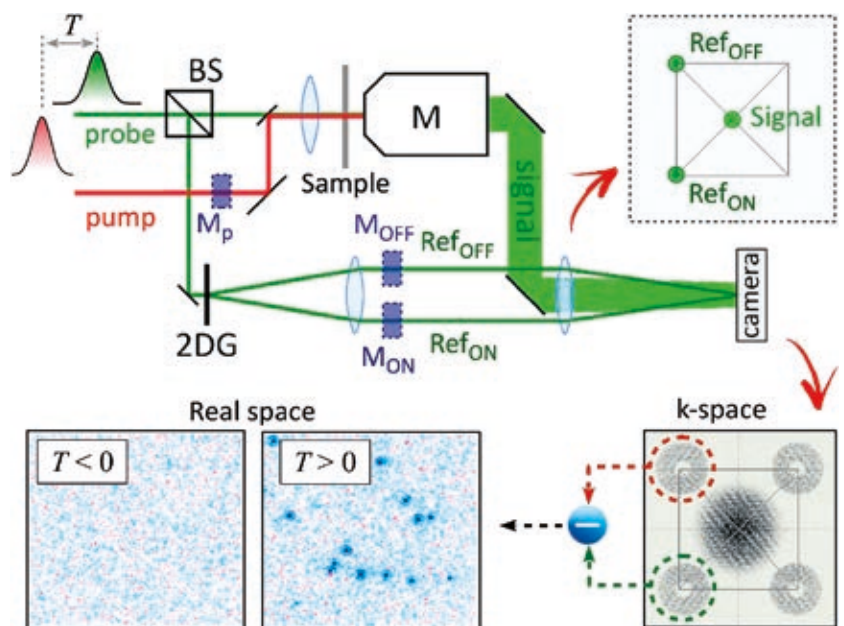 T
BS
probe
pump
M_p
Sample
M
signal
Ref_OFF
Signal
Ref_ON
M_OFF
Ref_OFF
2DG
M_ON
Ref_ON
camera
Real space
k-space
T < 0
T > 0